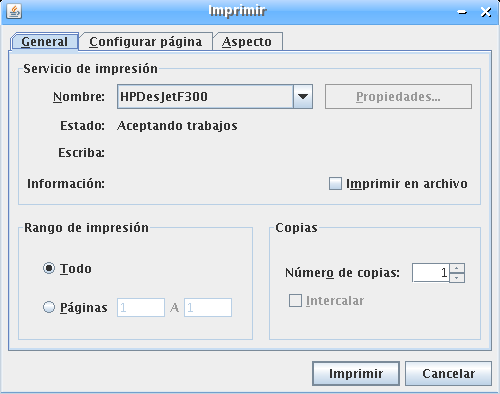 Imprimir
General Configurar página Aspecto
Servicio de impresión
Nombre: HPDesJetF300 Propiedades...
Estado: Aceptando trabajos
Escriba:
Información: Imprimir en archivo
Rango de impresión Copias
Todo Número de copias: 1
Páginas 1 A 1 Intercalar
Imprimir Cancelar